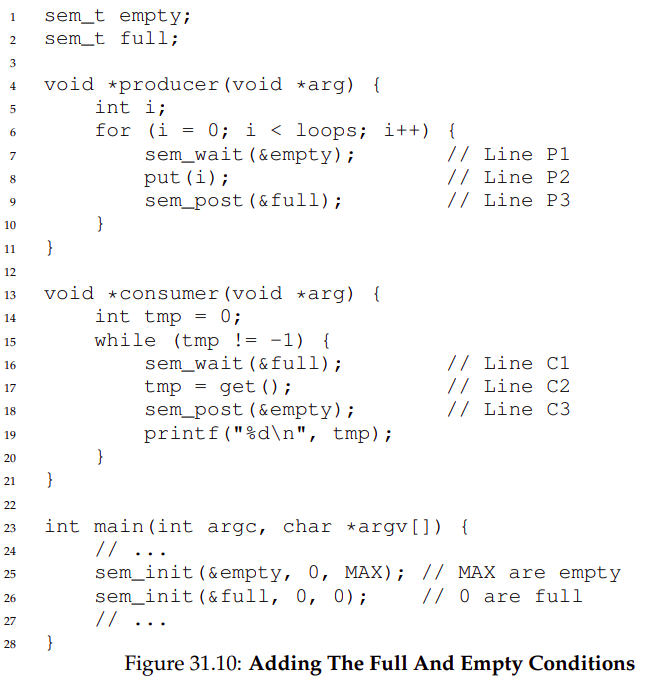 1 sem_t empty;
2 sem_t full;
3
4 void *producer(void *arg) {
5     int i;
6     for (i = 0; i < loops; i++) {
7         sem_wait(&empty);         // Line P1
8         put(i);                   // Line P2
9         sem_post(&full);          // Line P3
10     }
11 }
12
13 void *consumer(void *arg) {
14     int tmp = 0;
15     while (tmp != -1) {
16         sem_wait(&full);          // Line C1
17         tmp = get();              // Line C2
18         sem_post(&empty);         // Line C3
19         printf("%d\n", tmp);
20     }
21 }
22
23 int main(int argc, char *argv[]) {
24     // ...
25     sem_init(&empty, 0, MAX); // MAX are empty
26     sem_init(&full, 0, 0);    // 0 are full
27     // ...
28 }
Figure 31.10: Adding The Full And Empty Conditions